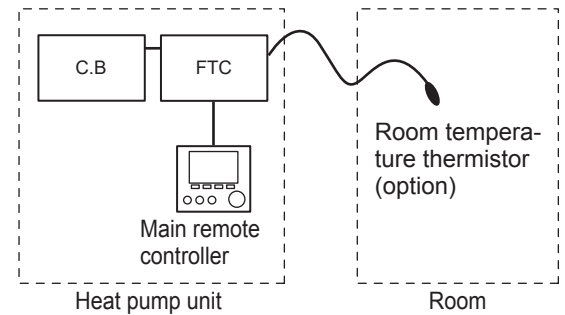 C.B
FTC
Room tempera-
ture thermistor
(option)
Main remote
controller
Heat pump unit
Room